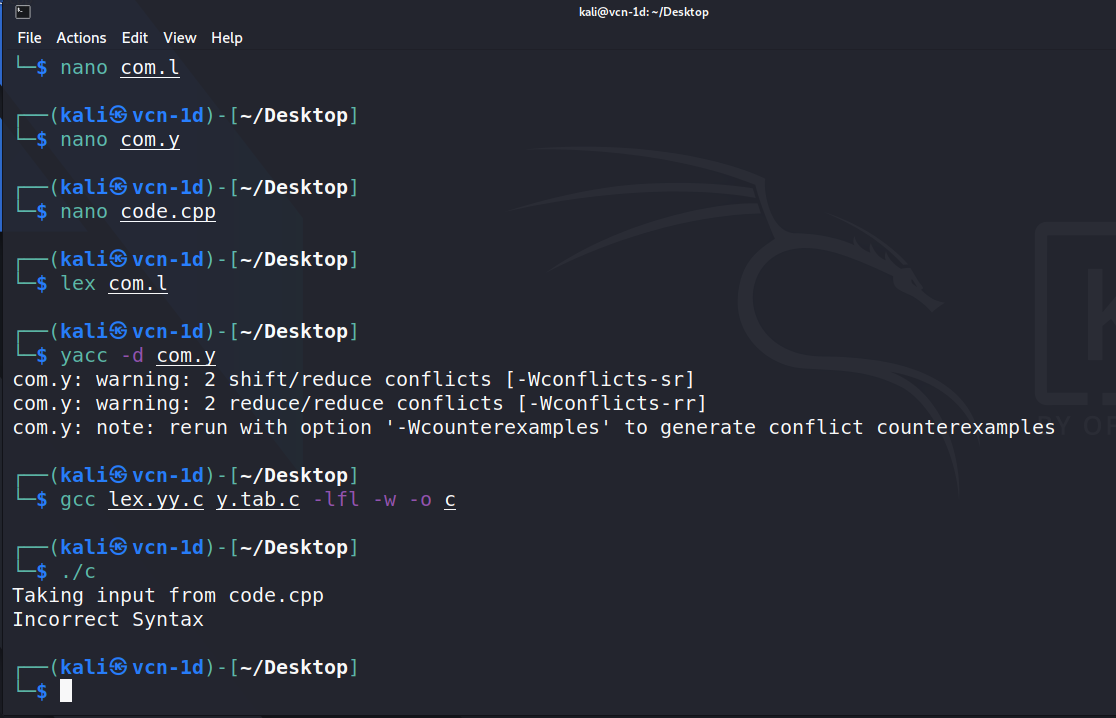 kali@vcn-1d: ~/Desktop
File Actions Edit View Help
└─$ nano com.l
┌──(kali㉿vcn-1d)-[~/Desktop]
└─$ nano com.y
┌──(kali㉿vcn-1d)-[~/Desktop]
└─$ nano code.cpp
┌──(kali㉿vcn-1d)-[~/Desktop]
└─$ lex com.l
┌──(kali㉿vcn-1d)-[~/Desktop]
└─$ yacc -d com.y
com.y: warning: 2 shift/reduce conflicts [-Wconflicts-sr]
com.y: warning: 2 reduce/reduce conflicts [-Wconflicts-rr]
com.y: note: rerun with option '-Wcounterexamples' to generate conflict counterexamples
┌──(kali㉿vcn-1d)-[~/Desktop]
└─$ gcc lex.yy.c y.tab.c -lfl -w -o c
┌──(kali㉿vcn-1d)-[~/Desktop]
└─$ ./c
Taking input from code.cpp
Incorrect Syntax
┌──(kali㉿vcn-1d)-[~/Desktop]
└─$